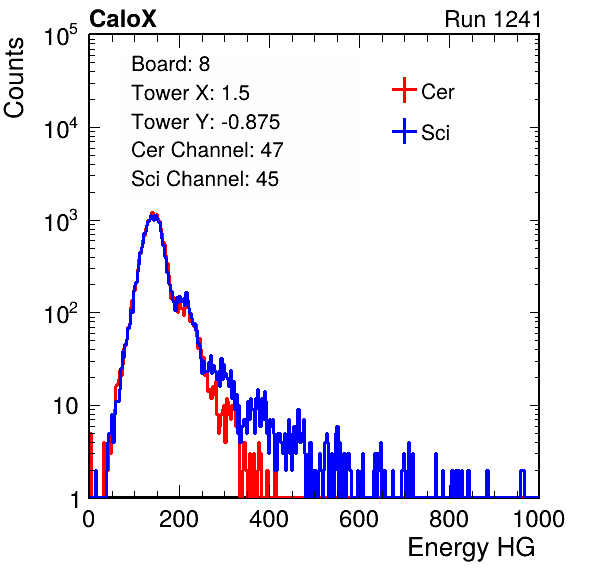 CaloX Run 1241
Counts
10^5
10^4
10^3
10^2
10
1
Board: 8
Tower X: 1.5
Tower Y: -0.875
Cer Channel: 47
Sci Channel: 45
Cer
Sci
0 200 400 600 800 1000
Energy HG